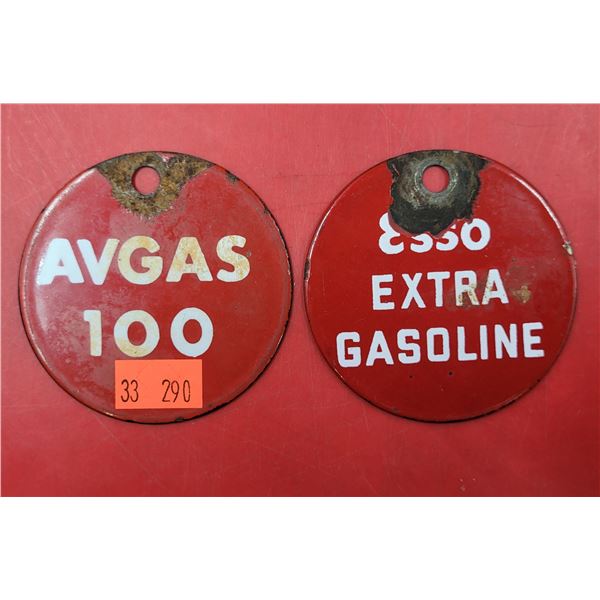 AVGAS
100
33 290
Esso
EXTRA
GASOLINE